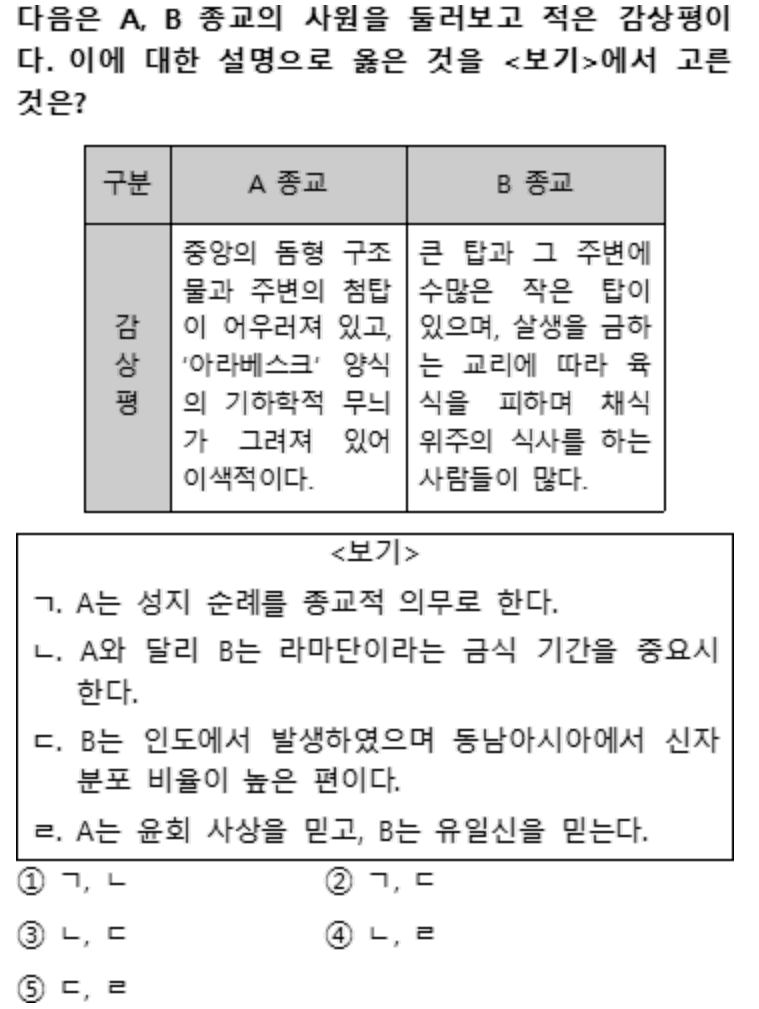 다음은 A, B 종교의 사원을 둘러보고 적은 감상평이
다. 이에 대한 설명으로 옳은 것을 <보기>에서 고른
것은?
구분
A 종교
B 종교
감
상
평
중앙의 돔형 구조
물과 주변의 첨탑
이 어우러져 있고,
‘아라베스크’ 양식
의 기하학적 무늬
가 그려져 있어
이색적이다.
큰 탑과 그 주변에
수많은 작은 탑이
있으며, 살생을 금하
는 교리에 따라 육
식을 피하며 채식
위주의 식사를 하는
사람들이 많다.
<보기>
ㄱ. A는 성지 순례를 종교적 의무로 한다.
ㄴ. A와 달리 B는 라마단이라는 금식 기간을 중요시
한다.
ㄷ. B는 인도에서 발생하였으며 동남아시아에서 신자
분포 비율이 높은 편이다.
ㄹ. A는 윤회 사상을 믿고, B는 유일신을 믿는다.
① ㄱ, ㄴ
② ㄱ, ㄷ
③ ㄴ, ㄷ
④ ㄴ, ㄹ
⑤ ㄷ, ㄹ